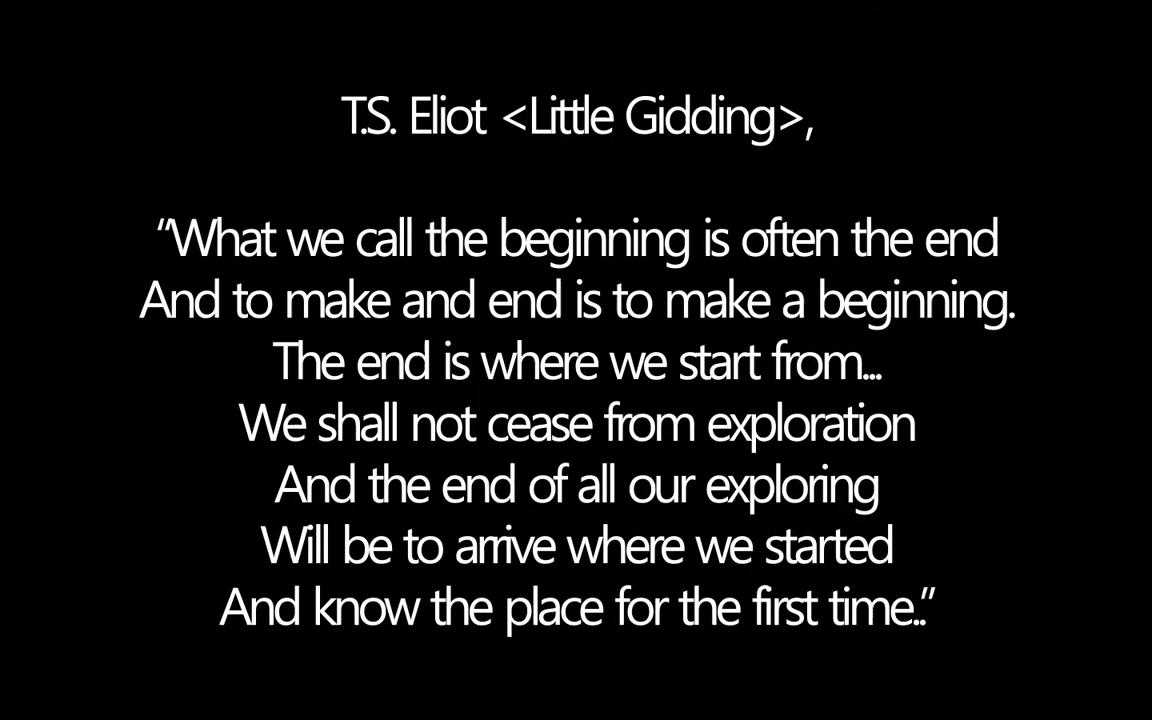 T.S. Eliot <Little Gidding>,
“What we call the beginning is often the end
And to make and end is to make a beginning.
The end is where we start from...
We shall not cease from exploration
And the end of all our exploring
Will be to arrive where we started
And know the place for the first time..”